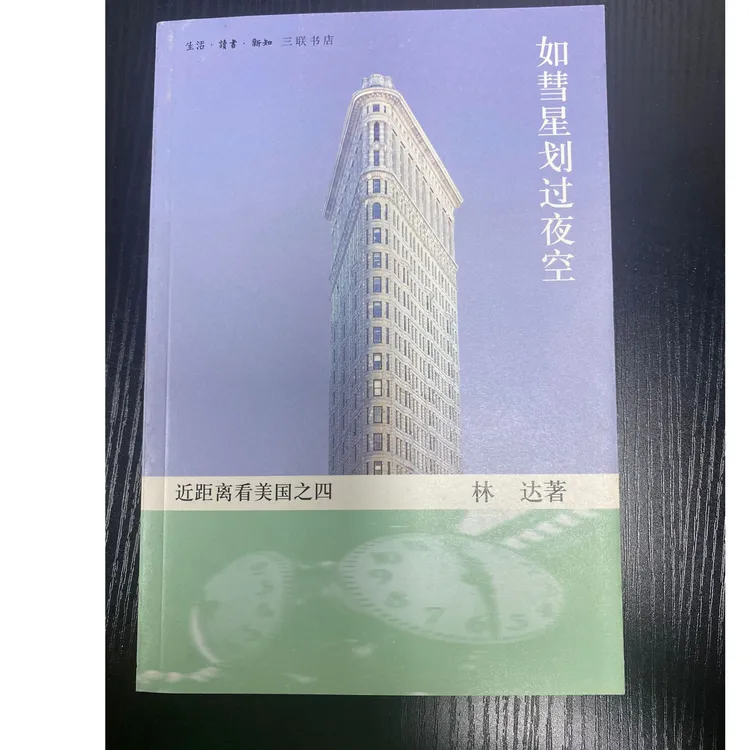 生活·讀書·新知 三联书店
如彗星划过夜空
近距离看美国之四
林 达著